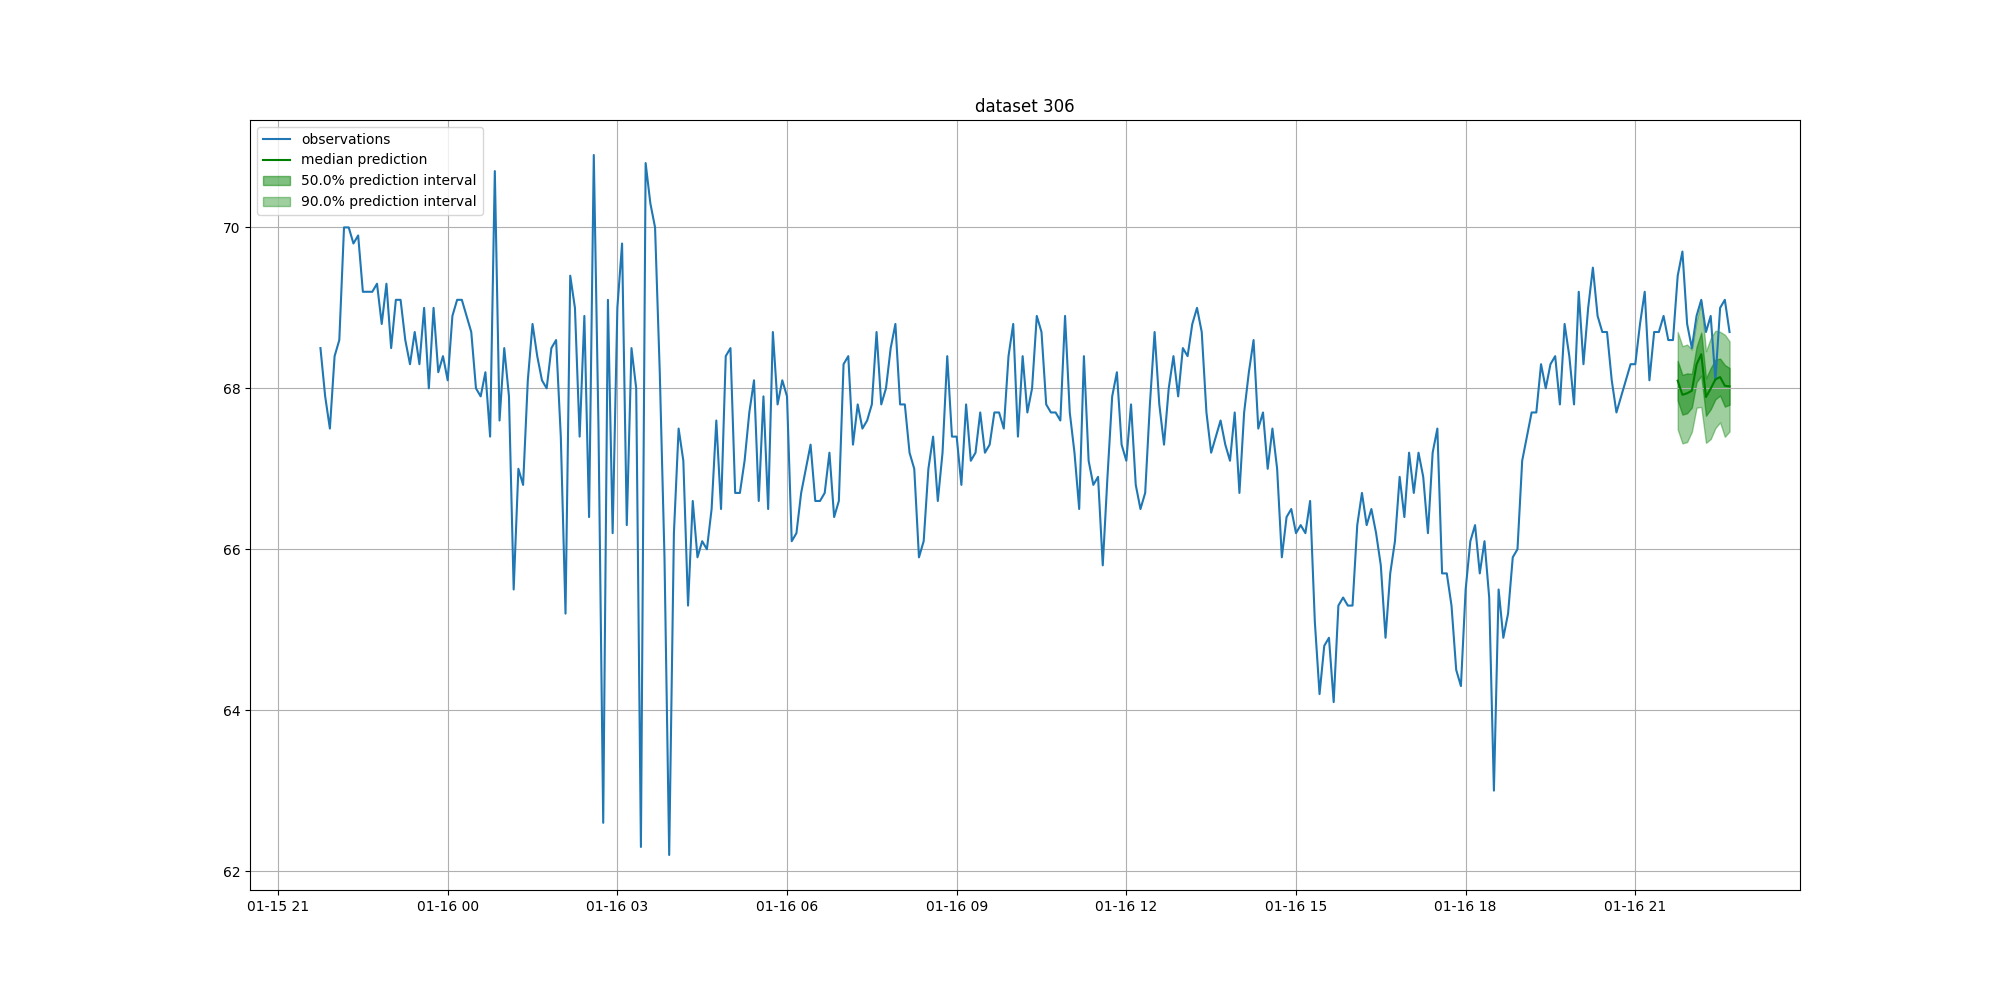 dataset 306
observations
median prediction
50.0% prediction interval
90.0% prediction interval
70
68
66
64
62
01-15 21
01-16 00
01-16 03
01-16 06
01-16 09
01-16 12
01-16 15
01-16 18
01-16 21